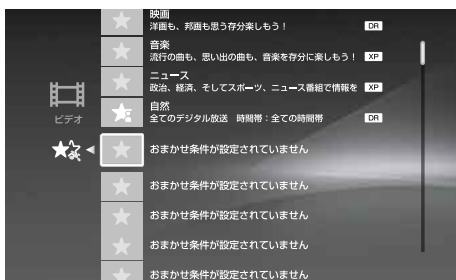 映画
洋画も、邦画も思う存分楽しもう！ DR
音楽
流行の曲も、思い出の曲も、音楽を存分に楽しもう！ XP
ニュース
政治、経済、そしてスポーツ、ニュース番組で情報を XP
自然
全てのデジタル放送　時間帯：全ての時間帯 DR
ビデオ
おまかせ条件が設定されていません
おまかせ条件が設定されていません
おまかせ条件が設定されていません
おまかせ条件が設定されていません
おまかせ条件が設定されていません